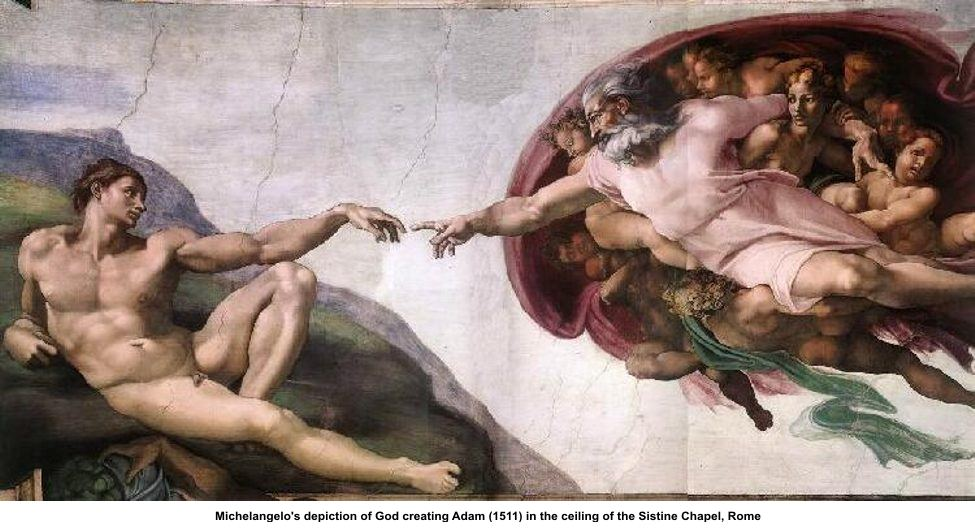 Michelangelo's depiction of God creating Adam (1511) in the ceiling of the Sistine Chapel, Rome